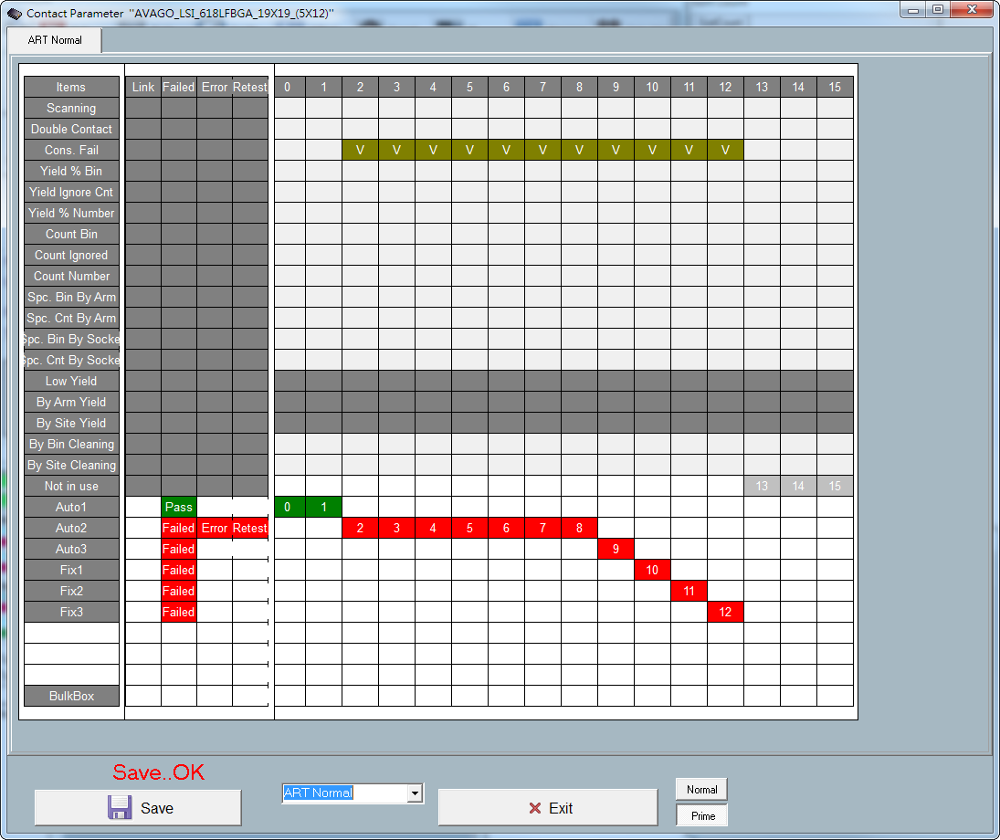 Contact Parameter "AVAGO_LSI_618LFBGA_19X19_(5X12)"
ART Normal
Items Link Failed Error Retest 0 1 2 3 4 5 6 7 8 9 10 11 12 13 14 15
Scanning
Double Contact
Cons. Fail V V V V V V V V V V V
Yield % Bin
Yield Ignore Cnt
Yield % Number
Count Bin
Count Ignored
Count Number
Spc. Bin By Arm
Spc. Cnt By Arm
Spc. Bin By Socke
Spc. Cnt By Socke
Low Yield
By Arm Yield
By Site Yield
By Bin Cleaning
By Site Cleaning
Not in use 13 14 15
Auto1 Pass 0 1
Auto2 Failed Error Retest 2 3 4 5 6 7 8
Auto3 Failed 9
Fix1 Failed 10
Fix2 Failed 11
Fix3 Failed 12
BulkBox
Save..OK
Save
ART Normal
Exit
Normal
Prime